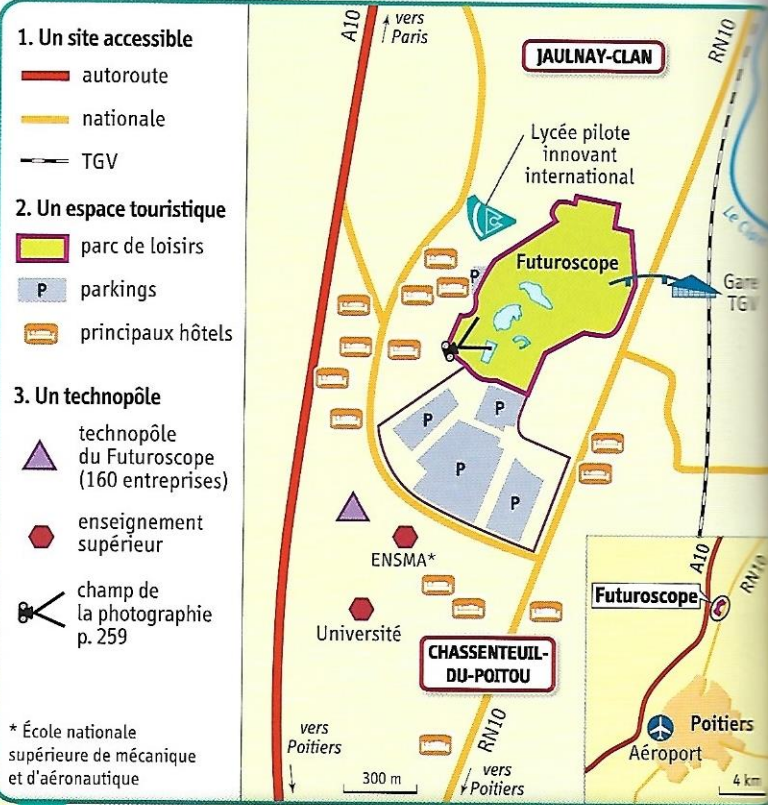 1. Un site accessible
autoroute
nationale
TGV
2. Un espace touristique
parc de loisirs
P parkings
principaux hôtels
3. Un technopôle
technopôle
du Futuroscope
(160 entreprises)
enseignement
supérieur
champ de
la photographie
p. 259
* École nationale
supérieure de mécanique
et d'aéronautique
A10
vers
Paris
JAULNAY-CLAN
RN10
Lycée pilote
innovant
international
Le
Futuroscope
P
Gare
TGV
P
P
P
P
ENSMA*
Université
CHASSENTEUIL-
DU-POITOU
vers
Poitiers
300 m
RN10
vers
Poitiers
A10
RN10
Futuroscope
Poitiers
Aéroport
4 km